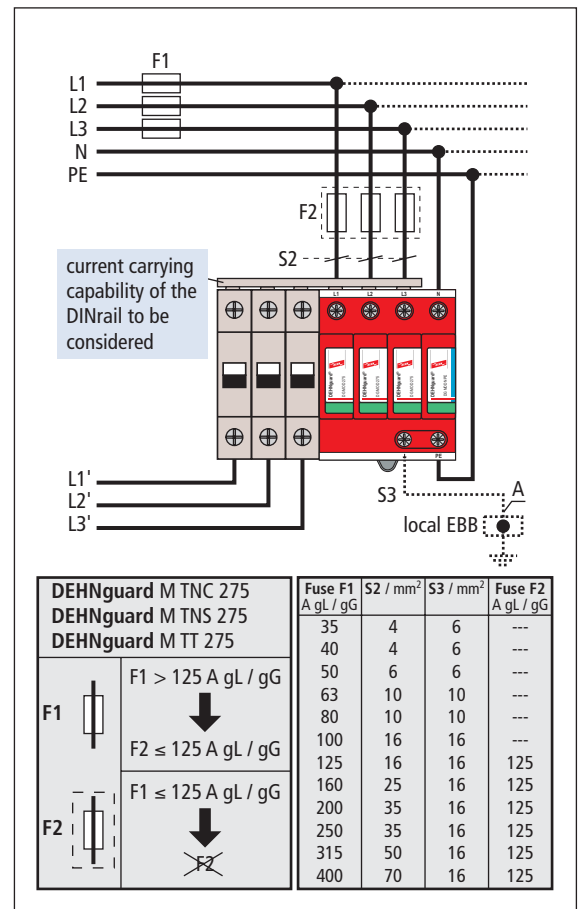 F1
L1
L2
L3
N
PE
F2
S2
current carrying
capability of the
DINrail to be
considered
L1 L2 L3 N
DEHNguard DEHNguard DEHNguard DEHNguard
PE
L1'
L2'
L3'
S3
A
local EBB
DEHNguard M TNC 275
DEHNguard M TNS 275
DEHNguard M TT 275
F1
F1 > 125 A gL / gG
F2 ≤ 125 A gL / gG
F2
F1 ≤ 125 A gL / gG
F2
Fuse F1 A gL / gG S2 / mm² S3 / mm² Fuse F2 A gL / gG
35 4 6 ---
40 4 6 ---
50 6 6 ---
63 10 10 ---
80 10 10 ---
100 16 16 ---
125 16 16 125
160 25 16 125
200 35 16 125
250 35 16 125
315 50 16 125
400 70 16 125